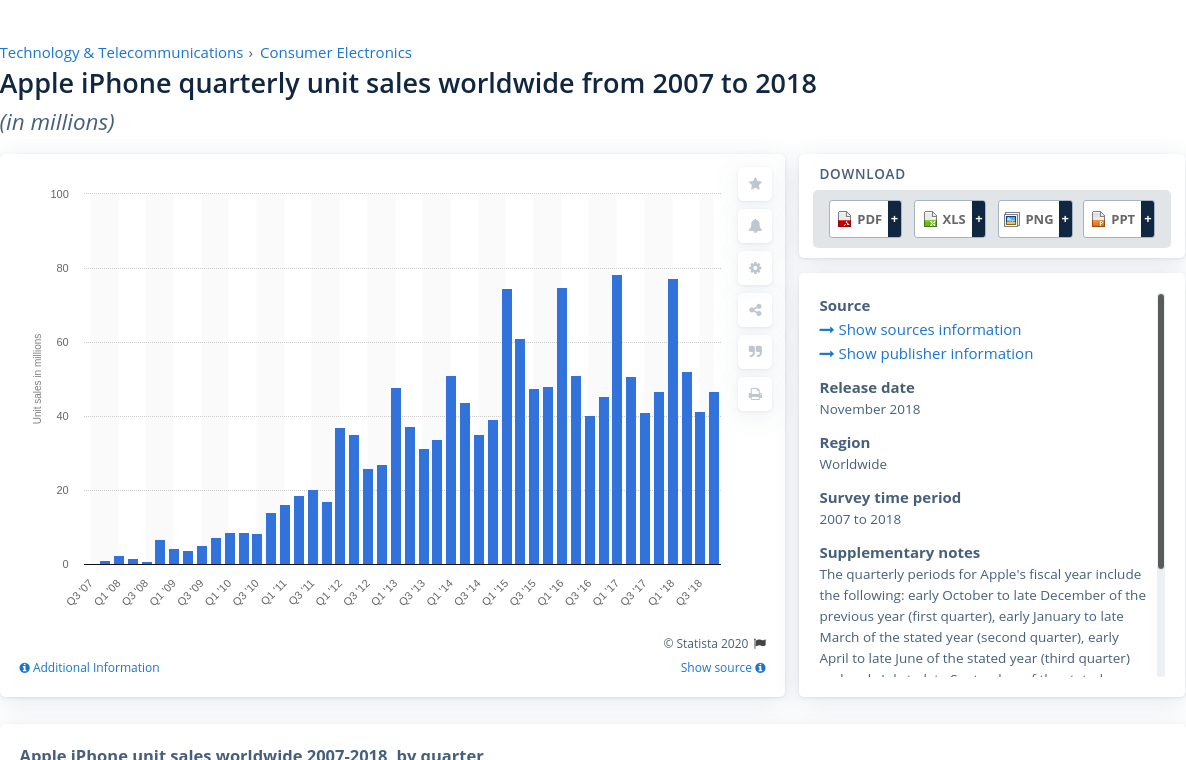 Technology & Telecommunications › Consumer Electronics
Apple iPhone quarterly unit sales worldwide from 2007 to 2018
(in millions)
100
80
60
40
20
0
Unit sales in millions
Q3 '07
Q1 '08
Q3 '08
Q1 '09
Q3 '09
Q1 '10
Q3 '10
Q1 '11
Q3 '11
Q1 '12
Q3 '12
Q1 '13
Q3 '13
Q1 '14
Q3 '14
Q1 '15
Q3 '15
Q1 '16
Q3 '16
Q1 '17
Q3 '17
Q1 '18
Q3 '18
© Statista 2020
Additional Information
Show source
DOWNLOAD
PDF + XLS + PNG + PPT +
Source
Show sources information
Show publisher information
Release date
November 2018
Region
Worldwide
Survey time period
2007 to 2018
Supplementary notes
The quarterly periods for Apple's fiscal year include
the following: early October to late December of the
previous year (first quarter), early January to late
March of the stated year (second quarter), early
April to late June of the stated year (third quarter)
Apple iPhone unit sales worldwide 2007-2018, by quarter